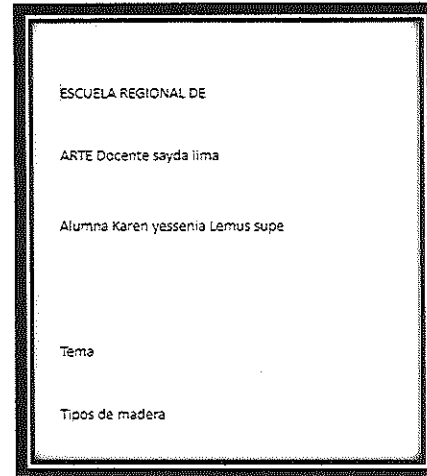 ESCUELA REGIONAL DE
ARTE Docente sayda lima
Alumna Karen yessenia Lemus supe
Tema
Tipos de madera